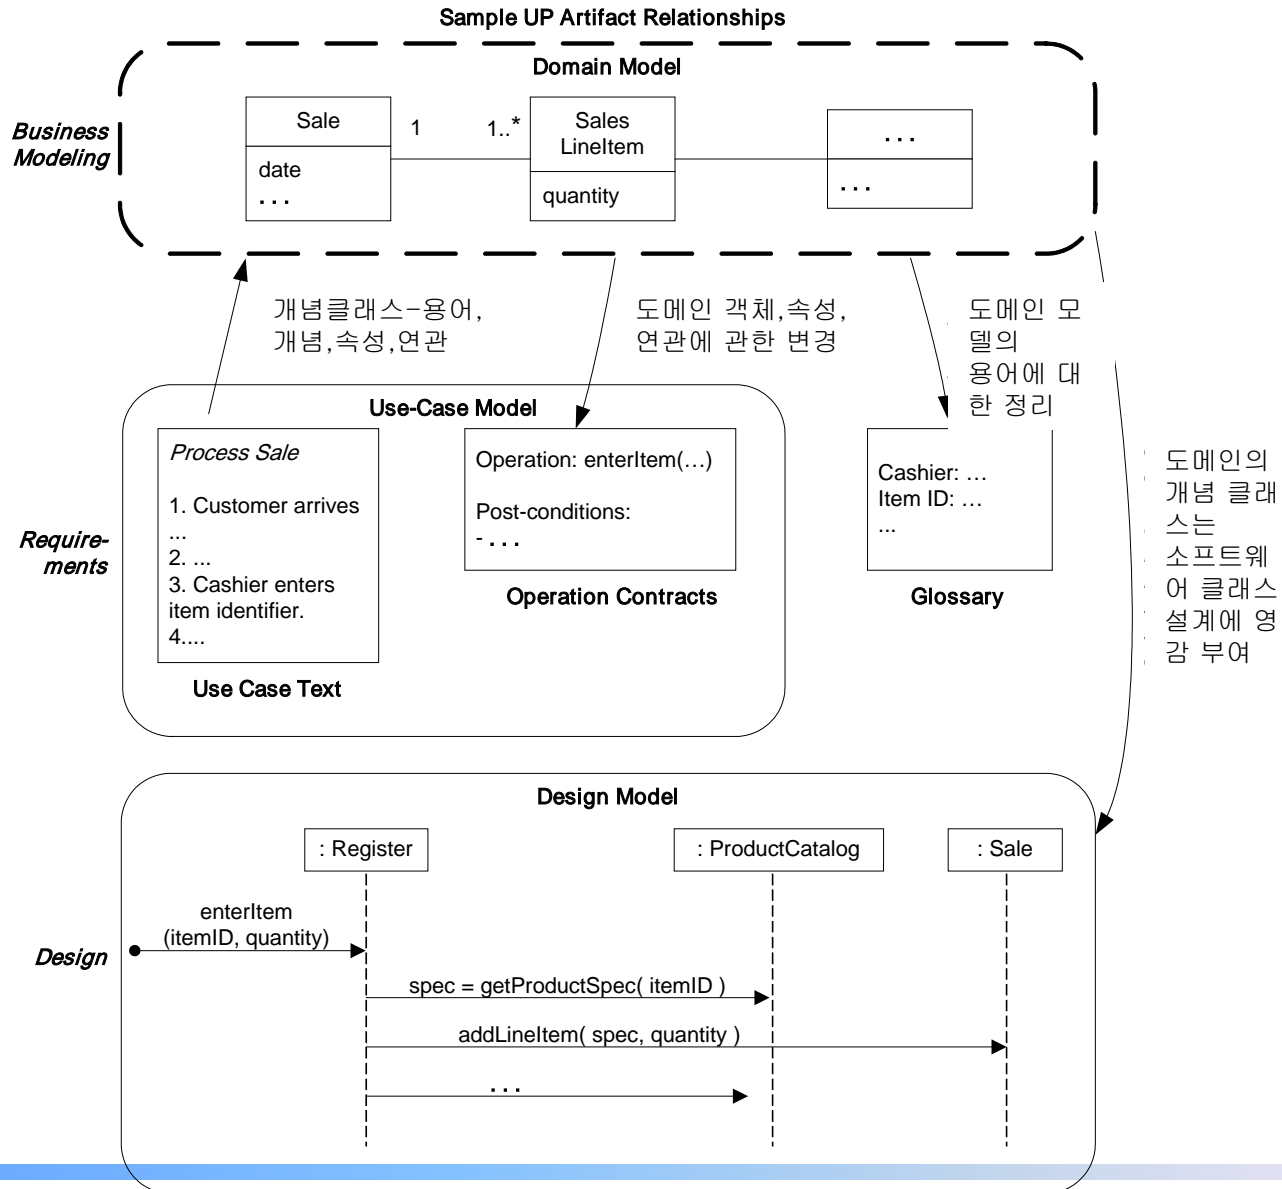 Sample UP Artifact Relationships
Domain Model
Business
Modeling
Sale
date
...
1
1..*
Sales
LineItem
quantity
...
...
개념클래스-용어,
개념,속성,연관
도메인 객체,속성,
연관에 관한 변경
도메인 모
델의
용어에 대
한 정리
도메인의
개념 클래
스는
소프트웨
어 클래스
설계에 영
감 부여
Require-
ments
Use-Case Model
Process Sale
1. Customer arrives
...
2. ...
3. Cashier enters
item identifier.
4....
Use Case Text
Operation: enterItem(…)
Post-conditions:
- . . .
Operation Contracts
Cashier: …
Item ID: …
...
Glossary
Design
Design Model
: Register
: ProductCatalog
: Sale
enterItem
(itemID, quantity)
spec = getProductSpec( itemID )
addLineItem( spec, quantity )
. . .